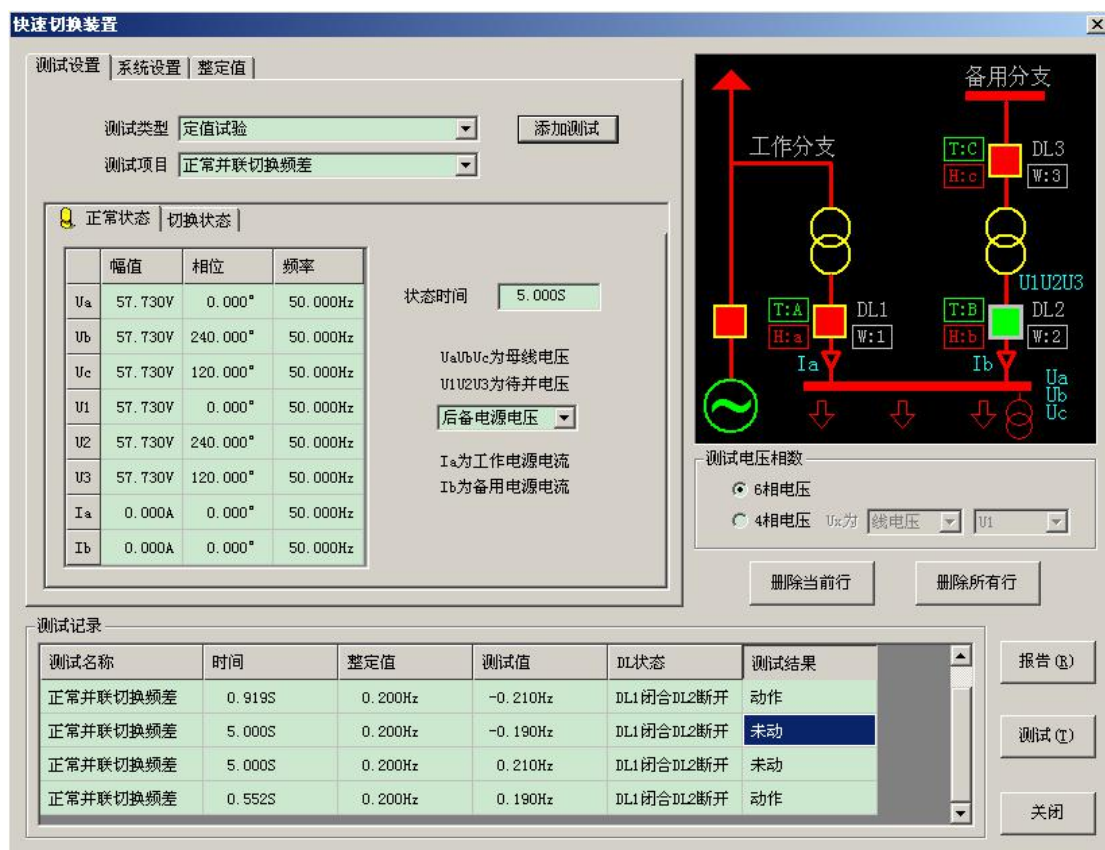 快速切换装置
测试设置 系统设置 整定值
测试类型 定值试验 添加测试
测试项目 正常并联切换频差
正常状态 切换状态
幅值 相位 频率
Ua 57.730V 0.000° 50.000Hz
Ub 57.730V 240.000° 50.000Hz
Uc 57.730V 120.000° 50.000Hz
U1 57.730V 0.000° 50.000Hz
U2 57.730V 240.000° 50.000Hz
U3 57.730V 120.000° 50.000Hz
Ia 0.000A 0.000° 50.000Hz
Ib 0.000A 0.000° 50.000Hz
状态时间 5.000S
UaUbUc为母线电压
U1U2U3为待并电压
后备电源电压
Ia为工作电源电流
Ib为备用电源电流
备用分支
工作分支
T:C DL3
H:c W:3
U1U2U3
T:A DL1 T:B DL2
H:a W:1 H:b W:2
Ia Ib
Ua
Ub
Uc
测试电压相数
6相电压
4相电压 Ux为 线电压 U1
删除当前行 删除所有行
测试记录
测试名称 时间 整定值 测试值 DL状态 测试结果
正常并联切换频差 0.919S 0.200Hz -0.210Hz DL1闭合DL2断开 动作
正常并联切换频差 5.000S 0.200Hz -0.190Hz DL1闭合DL2断开 未动
正常并联切换频差 5.000S 0.200Hz 0.210Hz DL1闭合DL2断开 未动
正常并联切换频差 0.552S 0.200Hz 0.190Hz DL1闭合DL2断开 动作
报告(R)
测试(T)
关闭